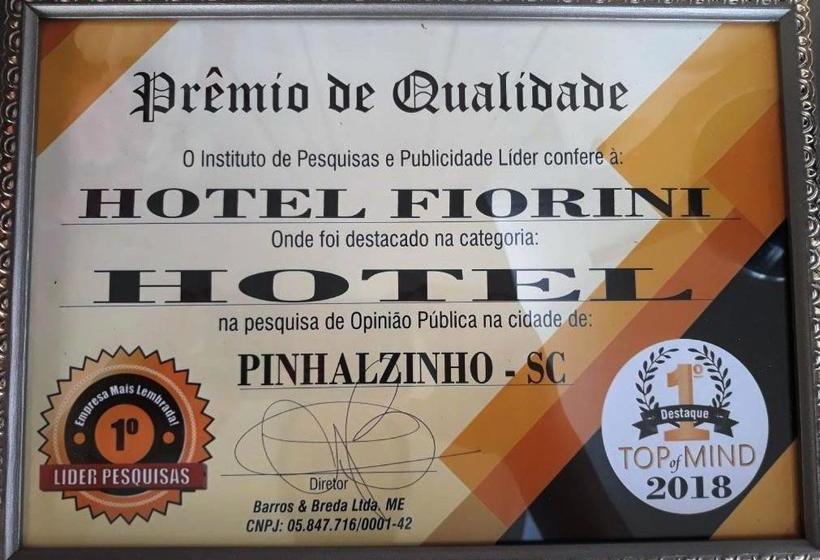 Prêmio de Qualidade
O Instituto de Pesquisas e Publicidade Líder confere à:
HOTEL FIORINI
Onde foi destacado na categoria:
HOTEL
na pesquisa de Opinião Pública na cidade de:
PINHALZINHO - SC
Empresa Mais Lembrada!
1º
LIDER PESQUISAS
Diretor
Barros & Breda Ltda, ME
CNPJ: 05.847.716/0001-42
1º
Destaque
TOP of MIND
2018